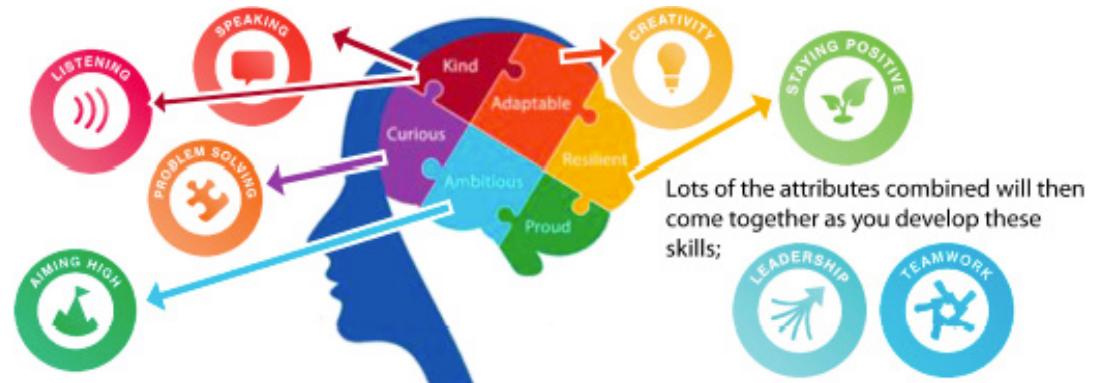 SPEAKING
CREATIVITY
LISTENING
STAYING POSITIVE
Kind
Adaptable
Curious
Resilient
PROBLEM SOLVING
Ambitious
Proud
Lots of the attributes combined will then
come together as you develop these
skills;
AIMING HIGH
LEADERSHIP
TEAMWORK